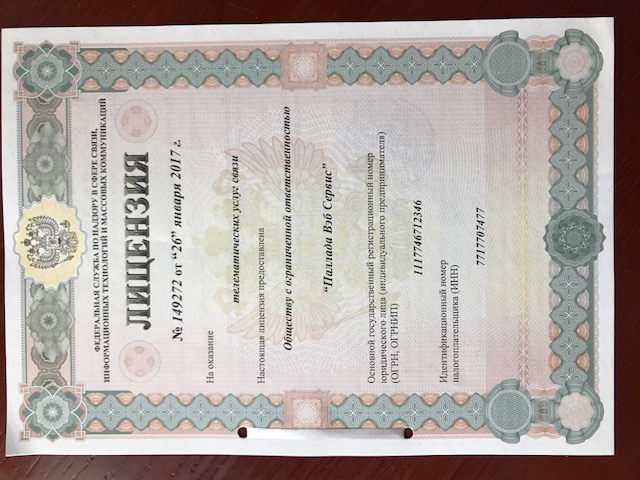 ФЕДЕРАЛЬНАЯ СЛУЖБА ПО НАДЗОРУ В СФЕРЕ СВЯЗИ,
ИНФОРМАЦИОННЫХ ТЕХНОЛОГИЙ И МАССОВЫХ КОММУНИКАЦИЙ
ЛИЦЕНЗИЯ
№ 149272 от “26” января 2017 г.
На оказание
телематических услуг связи
Настоящая лицензия предоставлена
Обществу с ограниченной ответственностью
“Паллада Вэб Сервис”
Основной государственный регистрационный номер
юридического лица (индивидуального предпринимателя)
(ОГРН, ОГРНИП)
1117746712346
Идентификационный номер
налогоплательщика (ИНН)
7717707477